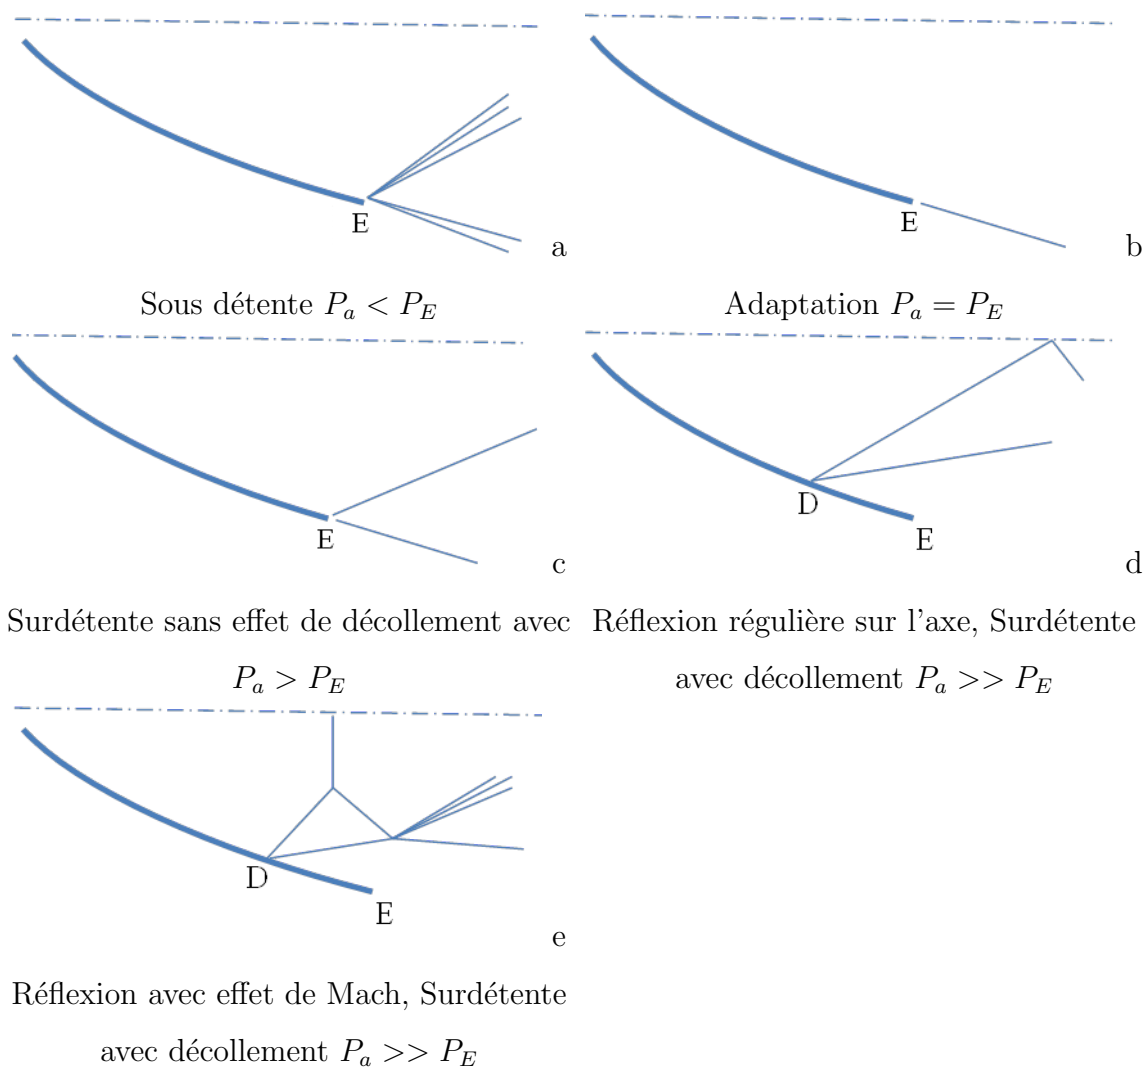 E
a
Sous détente $P_a < P_E$
E
b
Adaptation $P_a = P_E$
E
c
Surdétente sans effet de décollement avec
$P_a > P_E$
D
E
d
Réflexion régulière sur l'axe, Surdétente
avec décollement $P_a >> P_E$
D
E
e
Réflexion avec effet de Mach, Surdétente
avec décollement $P_a >> P_E$